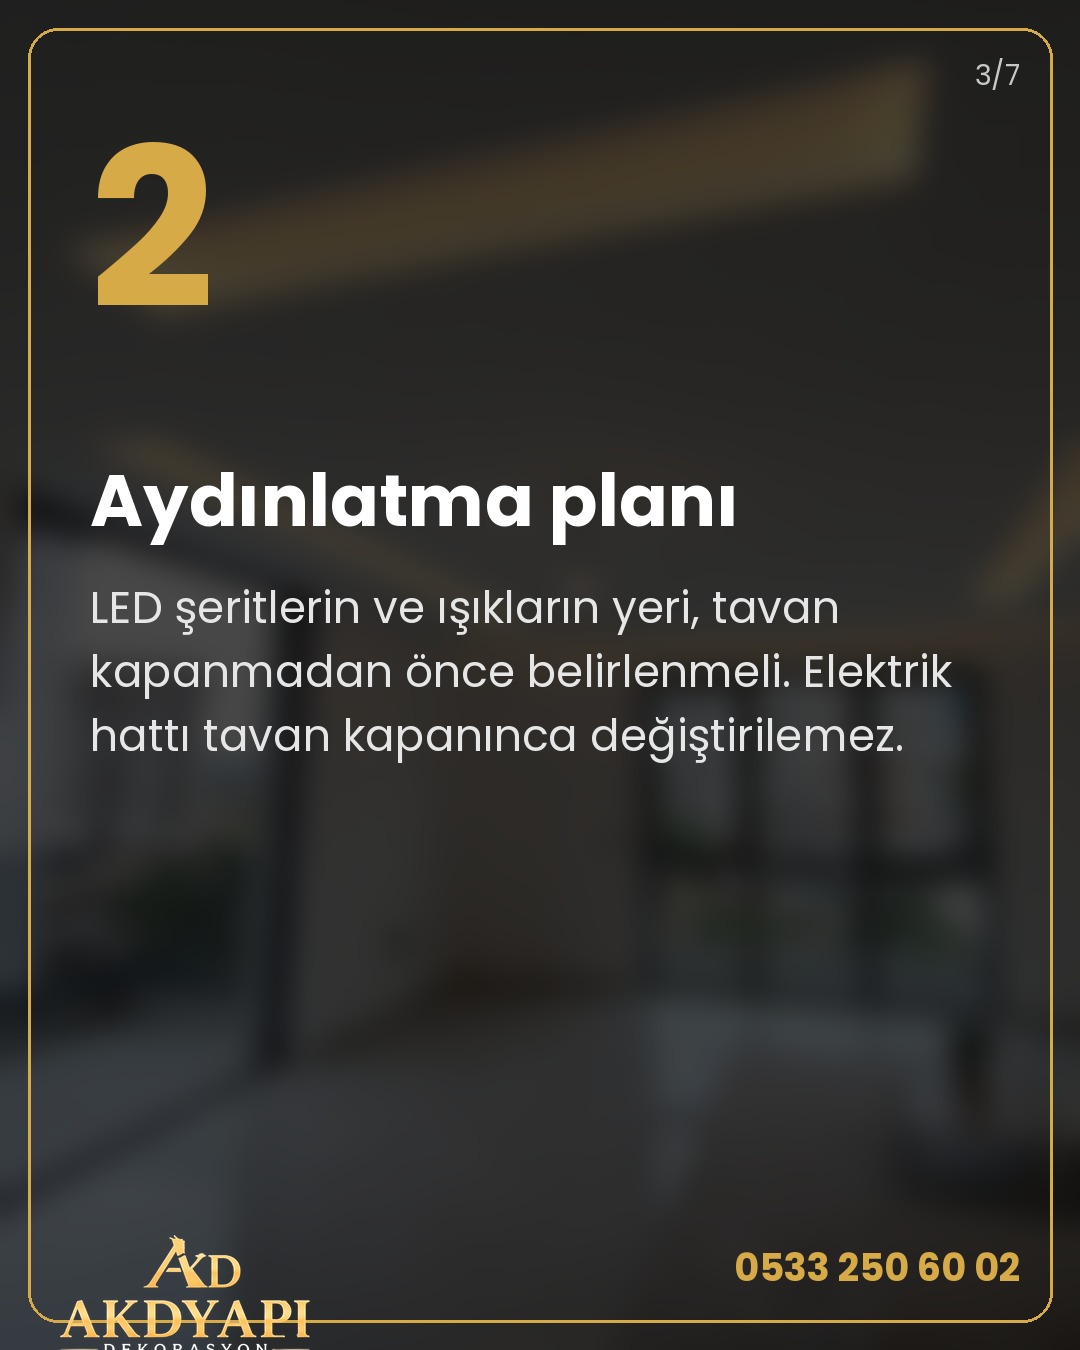 3/7
2
Aydınlatma planı
LED şeritlerin ve ışıkların yeri, tavan
kapanmadan önce belirlenmeli. Elektrik
hattı tavan kapanınca değiştirilemez.
AKD
AKDYAPI
DEKORASYON
0533 250 60 02